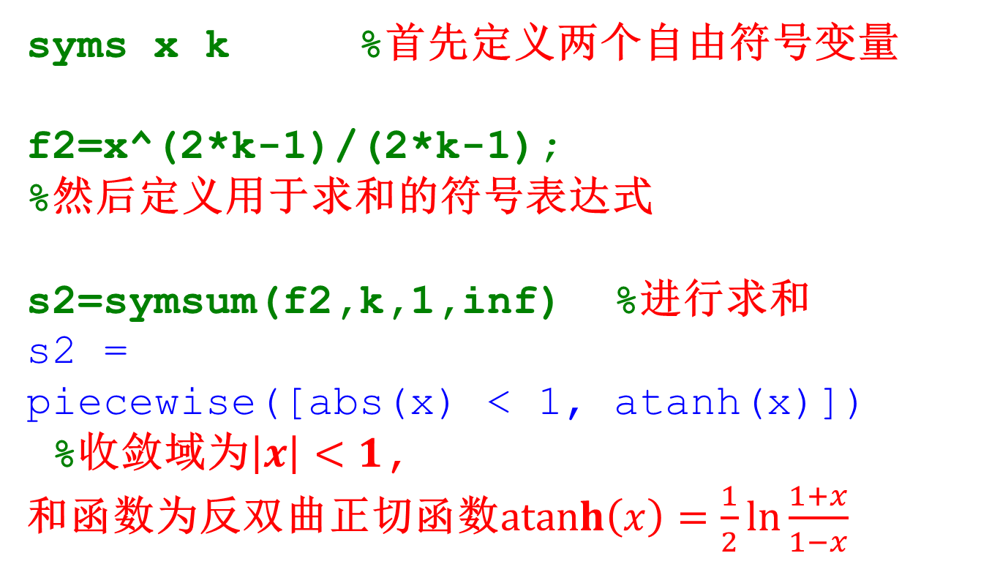 syms x k %首先定义两个自由符号变量
f2=x^(2*k-1)/(2*k-1);
%然后定义用于求和的符号表达式
s2=symsum(f2,k,1,inf) %进行求和
s2 =
piecewise([abs(x) < 1, atanh(x)])
%收敛域为|x| < 1,
和函数为反双曲正切函数atanh(x) = \frac{1}{2} ln \frac{1+x}{1−x}